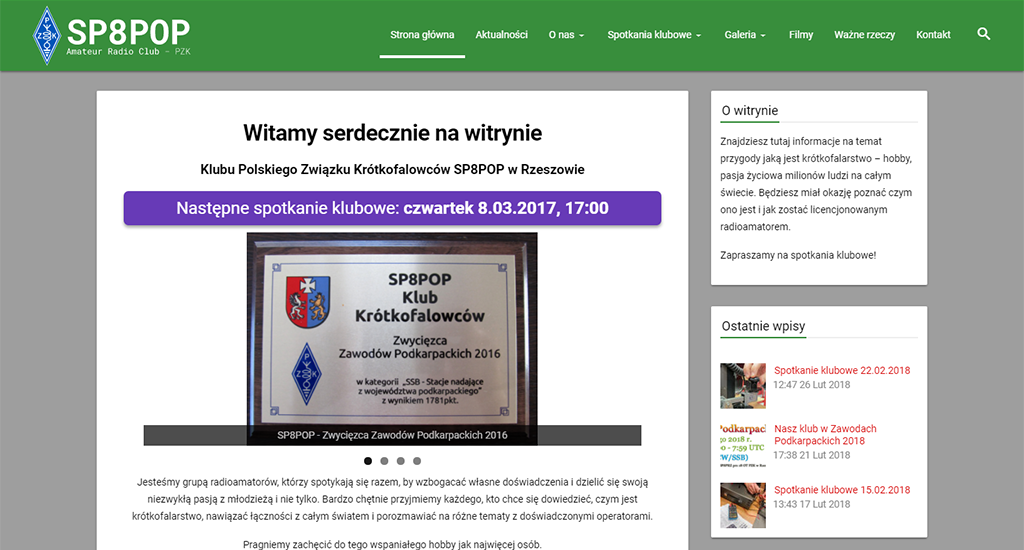 SP8POP
Amateur Radio Club - PZK
Strona główna
Aktualności
O nas
Spotkania klubowe
Galeria
Filmy
Ważne rzeczy
Kontakt
Witamy serdecznie na witrynie
Klubu Polskiego Związku Krótkofalowców SP8POP w Rzeszowie
Następne spotkanie klubowe: czwartek 8.03.2017, 17:00
SP8POP
Klub
Krótkofalowców
Zwycięzca
Zawodów Podkarpackich 2016
w kategorii „SSB - Stacje nadające
z województwa podkarpackiego”
z wynikiem 1781pkt.
P
Z K
SP8POP - Zwycięzca Zawodów Podkarpackich 2016
Jesteśmy grupą radioamatorów, którzy spotykają się razem, by wzbogacać własne doświadczenia i dzielić się swoją
niezwykłą pasją z młodzieżą i nie tylko. Bardzo chętnie przyjmiemy każdego, kto chce się dowiedzieć, czym jest
krótkofalarstwo, nawiązać łączności z całym światem i porozmawiać na różne tematy z doświadczonymi operatorami.
Pragniemy zachęcić do tego wspaniałego hobby jak najwięcej osób.
O witrynie
Znajdziesz tutaj informacje na temat
przygody jaką jest krótkofalarstwo – hobby,
pasja życiowa milionów ludzi na całym
świecie. Będziesz miał okazję poznać czym
ono jest i jak zostać licencjonowanym
radioamatorem.
Zapraszamy na spotkania klubowe!
Ostatnie wpisy
Spotkanie klubowe 22.02.2018
12:47 26 Lut 2018
Nasz klub w Zawodach
Podkarpackich 2018
17:38 21 Lut 2018
Spotkanie klubowe 15.02.2018
13:43 17 Lut 2018